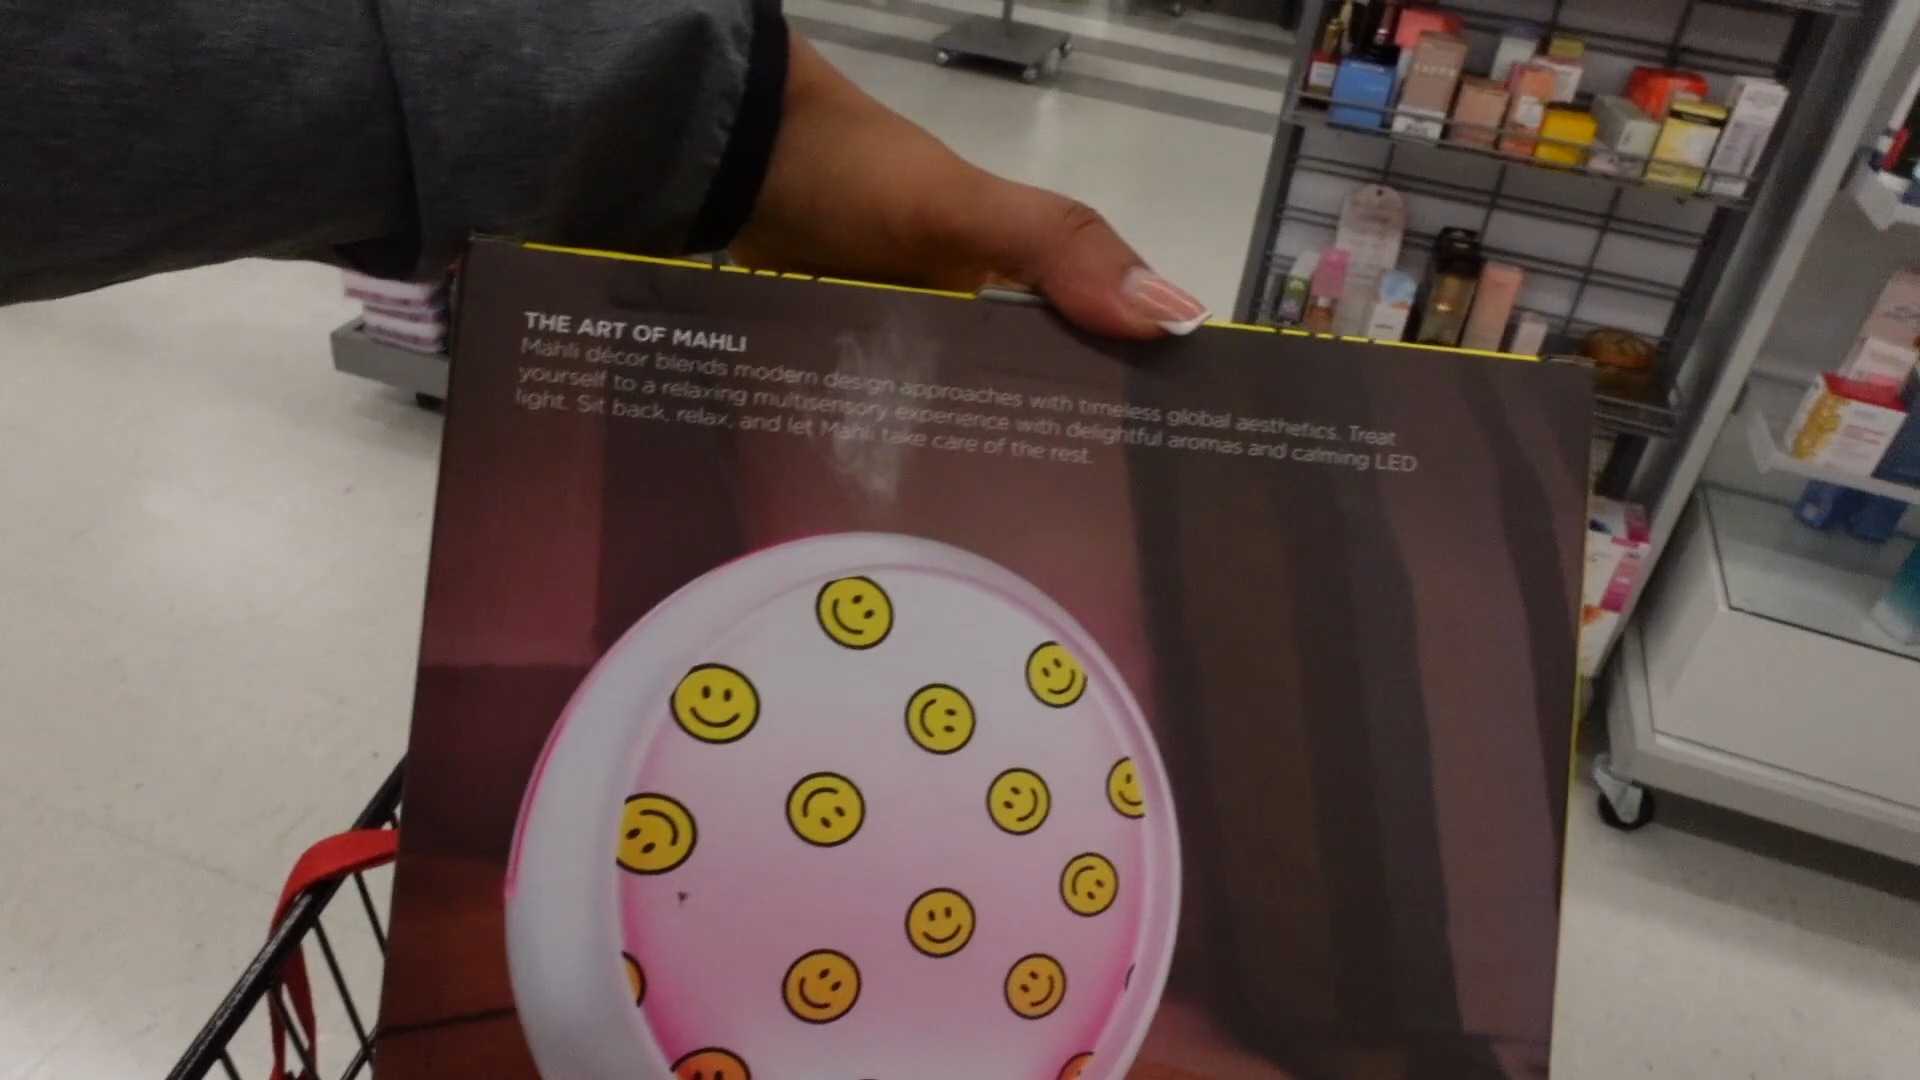 THE ART OF MAHLI
Mahli décor blends modern design approaches with timeless global aesthetics. Treat
yourself to a relaxing multisensory experience with delightful aromas and calming LED
light. Sit back, relax, and let Mahli take care of the rest.